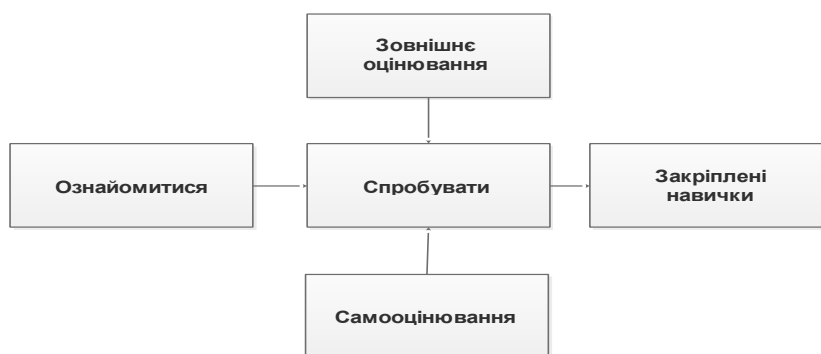 Зовнішнє
оцінювання
Ознайомитися
Спробувати
Закріплені
навички
Самооцінювання